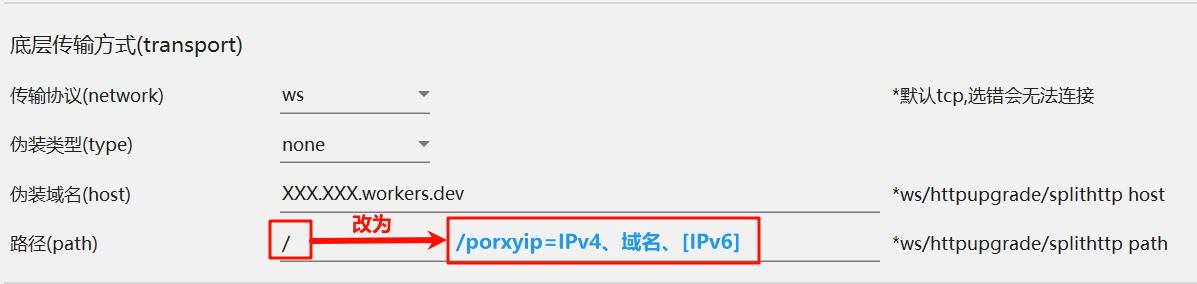 底层传输方式(transport)
传输协议(network) ws *默认tcp,选错会无法连接
伪装类型(type) none
伪装域名(host) XXX.XXX.workers.dev *ws/httpupgrade/splithttp host
改为
路径(path) / /porxyip=IPv4、域名、[IPv6] *ws/httpupgrade/splithttp path